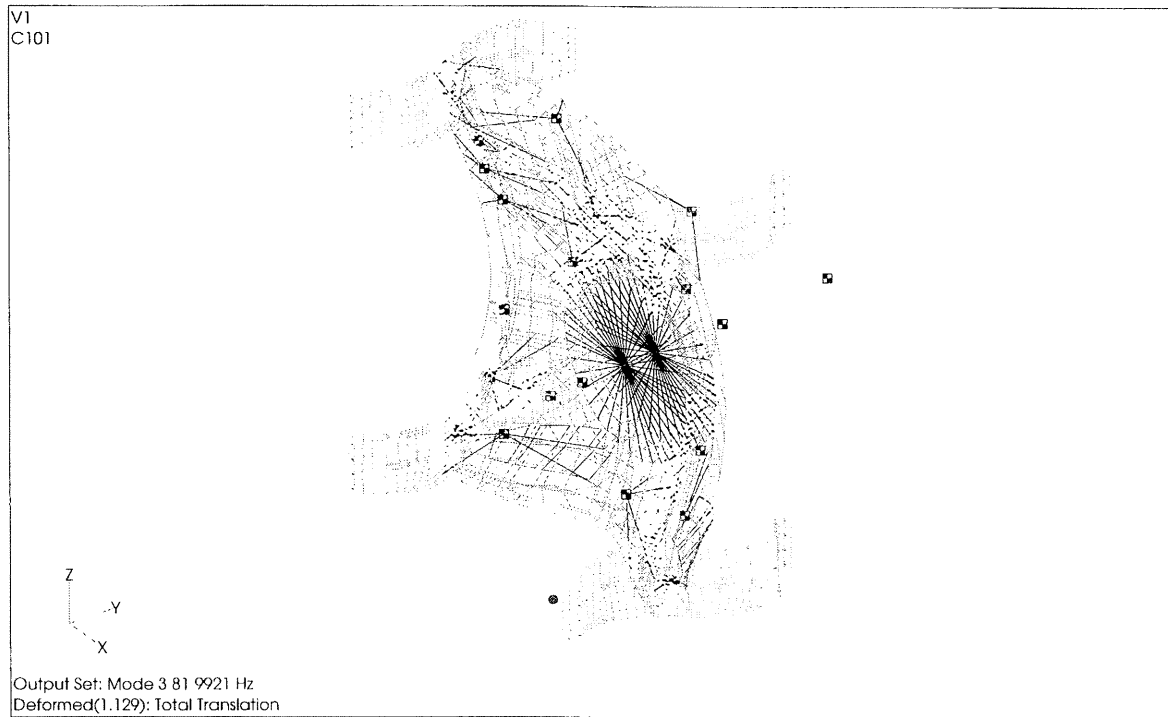 V1
C101
Z
Y
X
Output Set: Mode 3 81 9921 Hz
Deformed(1.129): Total Translation